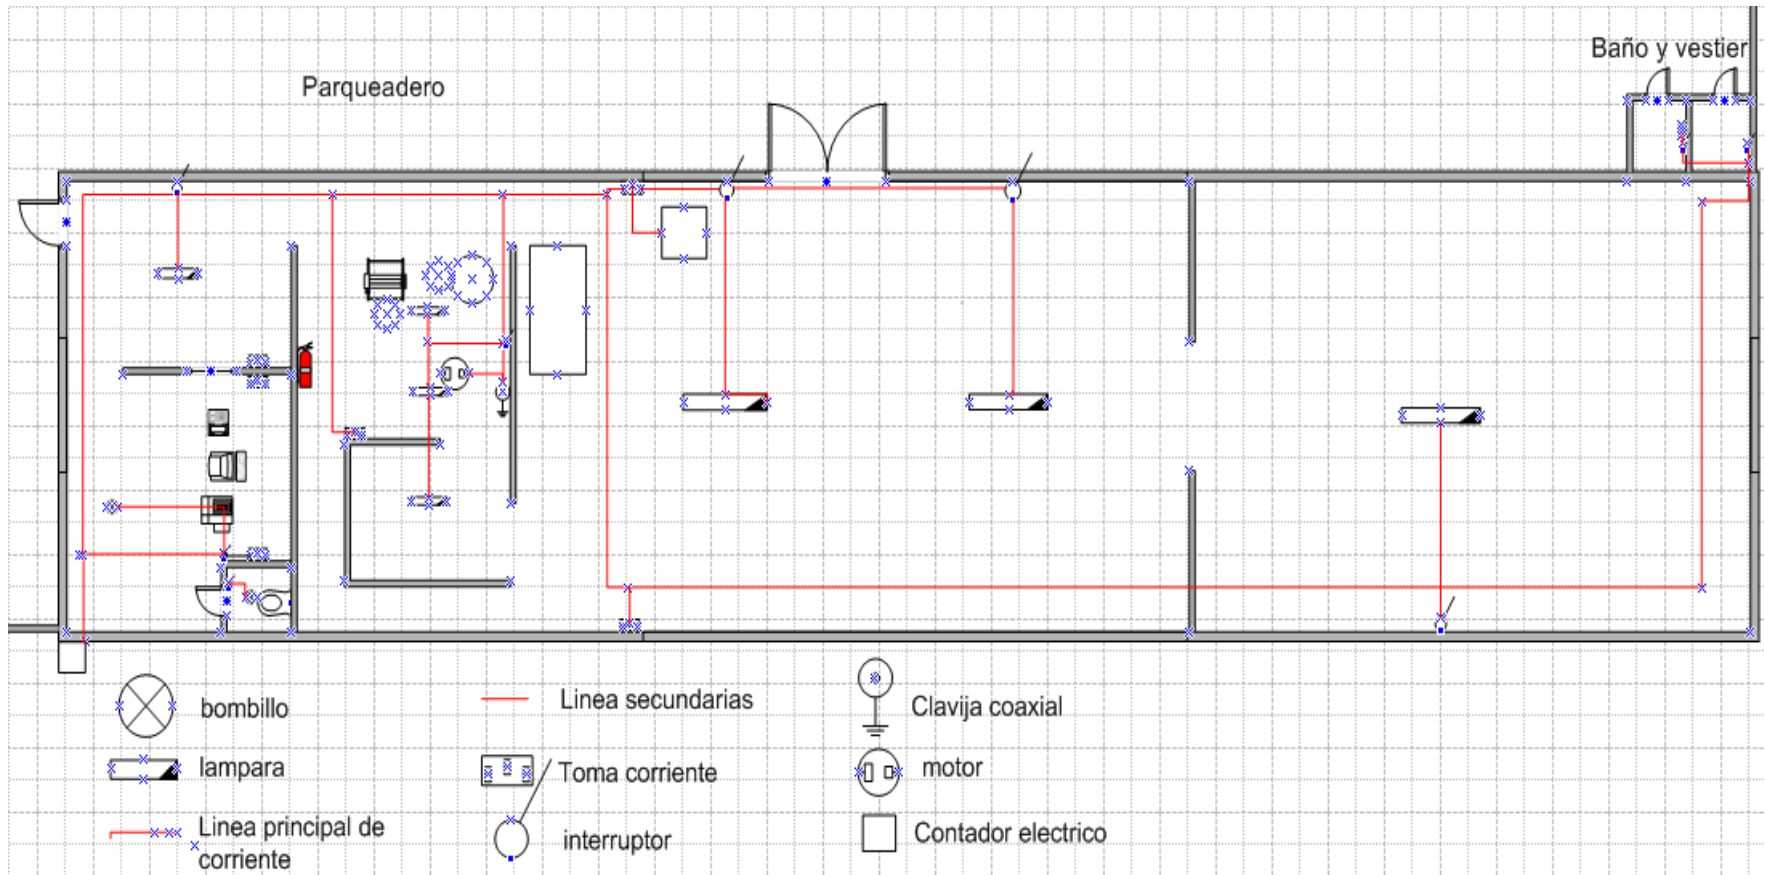 Baño y vestier
Parqueadero
bombillo
Linea secundarias
Clavija coaxial
lampara
Toma corriente
motor
Linea principal de
corriente
interruptor
Contador electrico